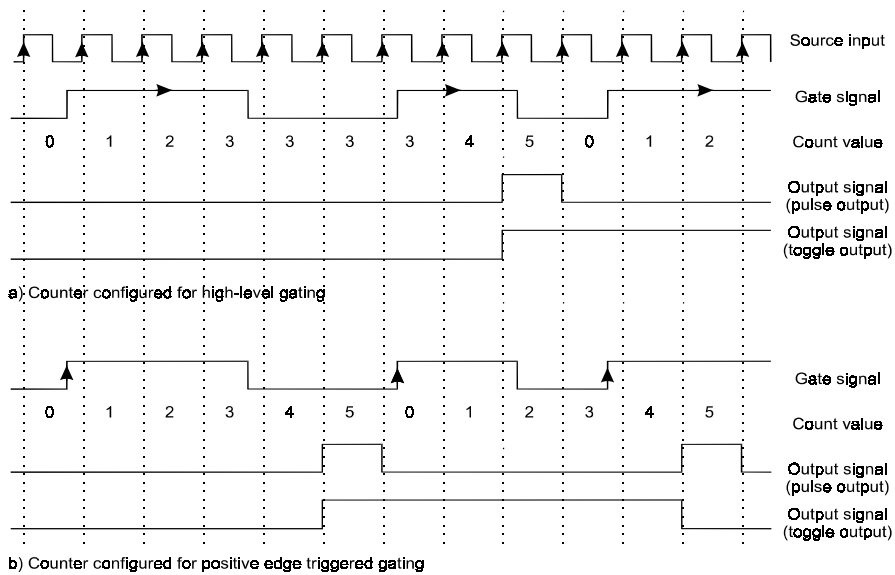 Source input
Gate signal
0 1 2 3 3 3 3 4 5 0 1 2 Count value
Output signal
(pulse output)
Output signal
(toggle output)
a) Counter configured for high-level gating
Gate signal
0 1 2 3 4 5 0 1 2 3 4 5
Count value
Output signal
(pulse output)
Output signal
(toggle output)
b) Counter configured for positive edge triggered gating